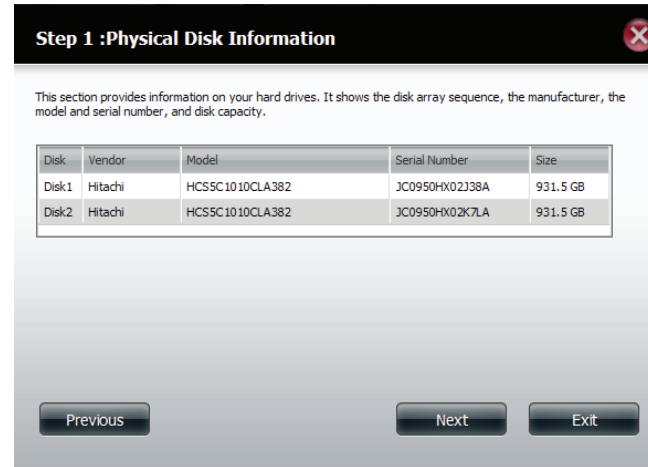 Step 1 :Physical Disk Information
This section provides information on your hard drives. It shows the disk array sequence, the manufacturer, the
model and serial number, and disk capacity.
Disk Vendor Model Serial Number Size
Disk1 Hitachi HCS5C1010CLA382 JC0950HX02J38A 931.5 GB
Disk2 Hitachi HCS5C1010CLA382 JC0950HX02K7LA 931.5 GB
Previous Next Exit